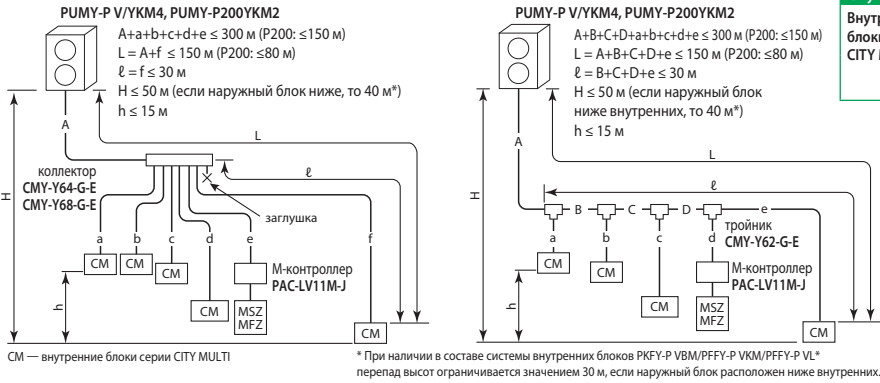 PUMY-P V/YKM4, PUMY-P200YKM2
A+a+b+c+d+e ≤ 300 м (P200: ≤150 м)
L = A+f ≤ 150 м (P200: ≤80 м)
ℓ = f ≤ 30 м
H ≤ 50 м (если наружный блок ниже, то 40 м*)
h ≤ 15 м
A
L
H
коллектор
CMY-Y64-G-E
CMY-Y68-G-E
ℓ
заглушка
a
b
c
d
e
f
CM
CM
CM
CM
М-контроллер
PAC-LV11M-J
MSZ
MFZ
CM
h
CM — внутренние блоки серии CITY MULTI
PUMY-P V/YKM4, PUMY-P200YKM2
A+B+C+D+a+b+c+d+e ≤ 300 м (P200: ≤150 м)
L = A+B+C+D+e ≤ 150 м (P200: ≤80 м)
ℓ = B+C+D+e ≤ 30 м
H ≤ 50 м (если наружный блок
ниже внутренних, то 40 м*)
h ≤ 15 м
A
L
H
ℓ
B
C
D
e
a
b
c
d
тройник
CMY-Y62-G-E
CM
CM
CM
М-контроллер
PAC-LV11M-J
MSZ
MFZ
CM
h
* При наличии в составе системы внутренних блоков PKFY-P VBM/PFFY-P VKM/PFFY-P VL*
перепад высот ограничивается значением 30 м, если наружный блок расположен ниже внутренних.
Внутр
блоки
CITY M